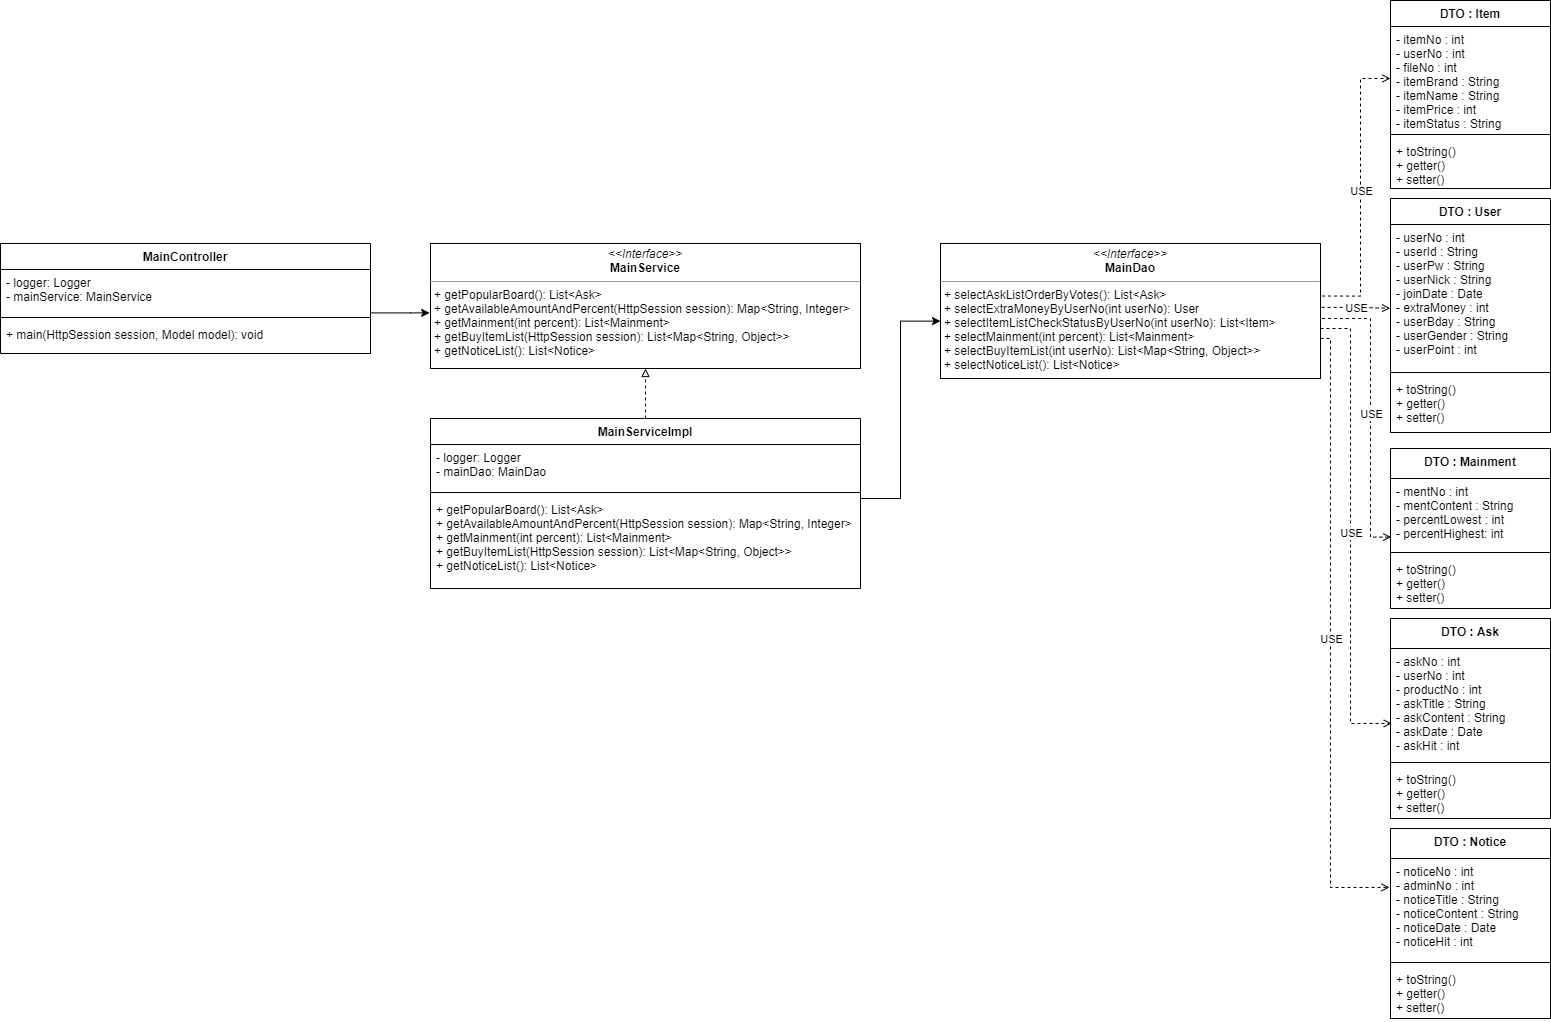 MainController
- logger: Logger
- mainService: MainService
+ main(HttpSession session, Model model): void
<<Interface>>
MainService
+ getPopularBoard(): List<Ask>
+ getAvailableAmountAndPercent(HttpSession session): Map<String, Integer>
+ getMainment(int percent): List<Mainment>
+ getBuyItemList(HttpSession session): List<Map<String, Object>>
+ getNoticeList(): List<Notice>
MainServiceImpl
- logger: Logger
- mainDao: MainDao
+ getPopularBoard(): List<Ask>
+ getAvailableAmountAndPercent(HttpSession session): Map<String, Integer>
+ getMainment(int percent): List<Mainment>
+ getBuyItemList(HttpSession session): List<Map<String, Object>>
+ getNoticeList(): List<Notice>
<<Interface>>
MainDao
+ selectAskListOrderByVotes(): List<Ask>
+ selectExtraMoneyByUserNo(int userNo): User
+ selectItemListCheckStatusByUserNo(int userNo): List<Item>
+ selectMainment(int percent): List<Mainment>
+ selectBuyItemList(int userNo): List<Map<String, Object>>
+ selectNoticeList(): List<Notice>
USE
USE
USE
USE
USE
DTO : Item
- itemNo : int
- userNo : int
- fileNo : int
- itemBrand : String
- itemName : String
- itemPrice : int
- itemStatus : String
+ toString()
+ getter()
+ setter()
DTO : User
- userNo : int
- userId : String
- userPw : String
- userNick : String
- joinDate : Date
- extraMoney : int
- userBday : String
- userGender : String
- userPoint : int
+ toString()
+ getter()
+ setter()
DTO : Mainment
- mentNo : int
- mentContent : String
- percentLowest : int
- percentHighest: int
+ toString()
+ getter()
+ setter()
DTO : Ask
- askNo : int
- userNo : int
- productNo : int
- askTitle : String
- askContent : String
- askDate : Date
- askHit : int
+ toString()
+ getter()
+ setter()
DTO : Notice
- noticeNo : int
- adminNo : int
- noticeTitle : String
- noticeContent : String
- noticeDate : Date
- noticeHit : int
+ toString()
+ getter()
+ setter()